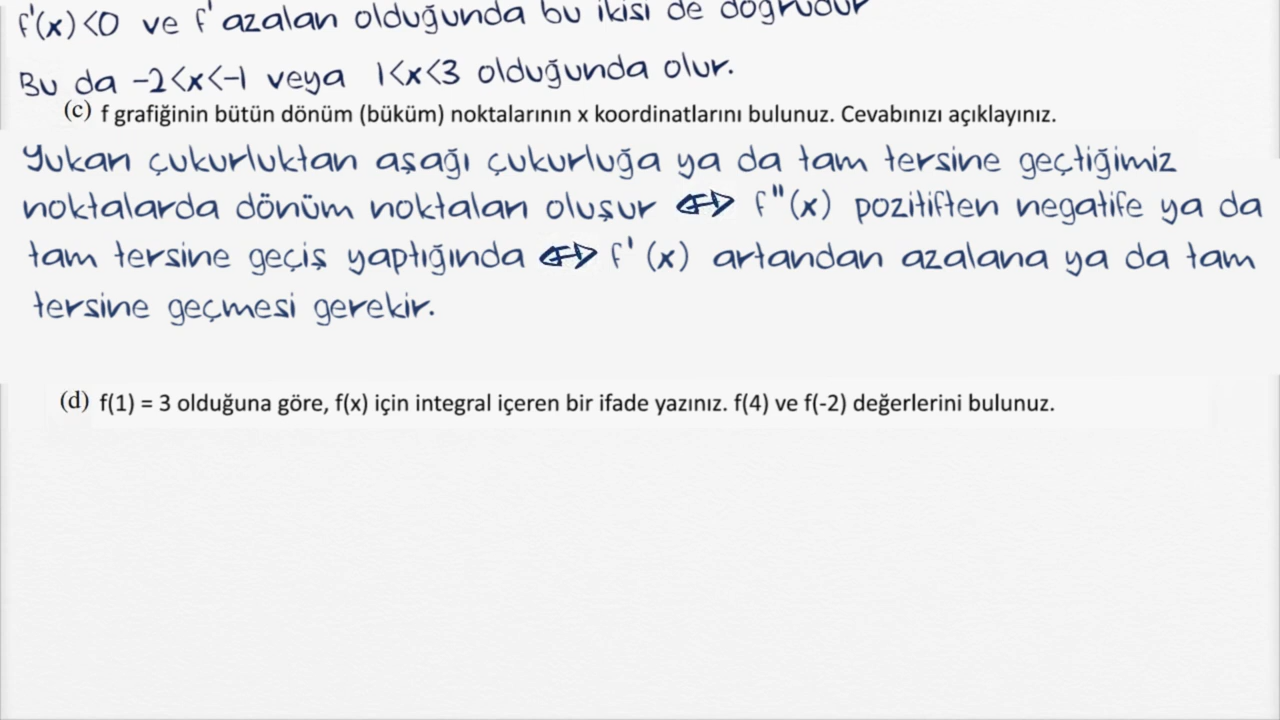 f'(x)<0 ve f' azalan olduğunda bu ikisi de doğrudur
Bu da -2<x<-1 veya 1<x<3 olduğunda olur.
(c) f grafiğinin bütün dönüm (büküm) noktalarının x koordinatlarını bulunuz. Cevabınızı açıklayınız.
Yukarı çukurluktan aşağı çukurluğa ya da tam tersine geçtiğimiz
noktalarda dönüm noktaları oluşur ⇔ f"(x) pozitiften negatife ya da
tam tersine geçiş yaptığında ⇔ f'(x) artandan azalana ya da tam
tersine geçmesi gerekir.
(d) f(1) = 3 olduğuna göre, f(x) için integral içeren bir ifade yazınız. f(4) ve f(-2) değerlerini bulunuz.